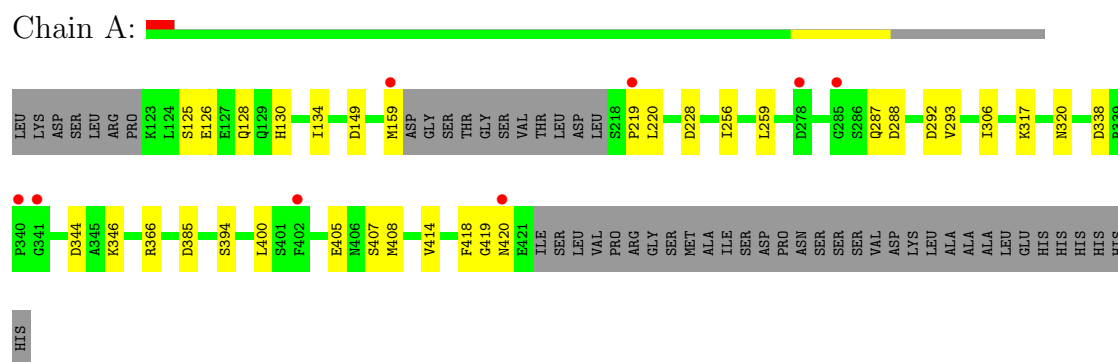 Chain A:
LEU LYS ASP SER LEU ARG PRO K123 L124 S125 E126 E127 Q128 Q129 H130 I134 D149 M159 ASP GLY SER THR GLY SER VAL THR LEU ASP LEU S218 P219 L220 D228 I256 L259 D278 G285 S286 Q287 D288 D292 V293 I306 K317 N320 D338
P340 G341 D344 A345 K346 R366 D385 S394 L400 S401 F402 E405 N406 S407 M408 V414 F418 G419 N420 E421 ILE SER LEU VAL PRO ARG GLY SER MET ALA ILE SER ASP PRO ASN SER SER SER VAL ASP LYS LEU ALA ALA ALA LEU GLU HIS HIS HIS HIS HIS
HIS